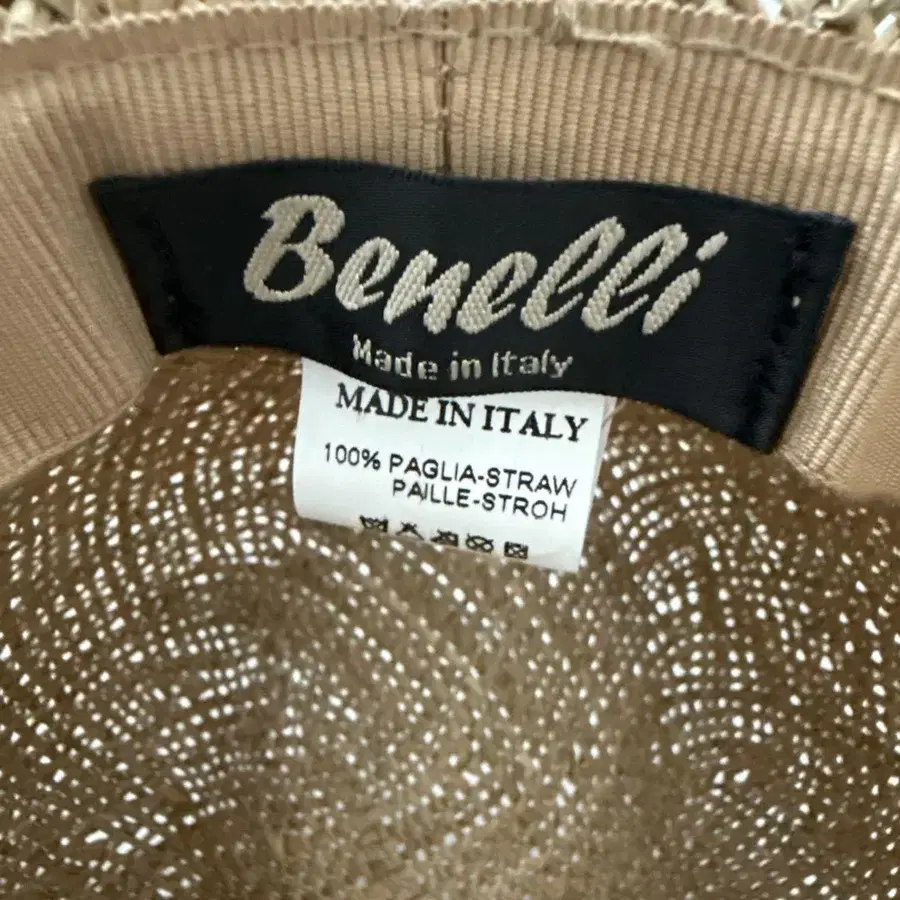 Benelli
Made in Italy
MADE IN ITALY
100% PAGLIA-STRAW
PAILLE-STROH